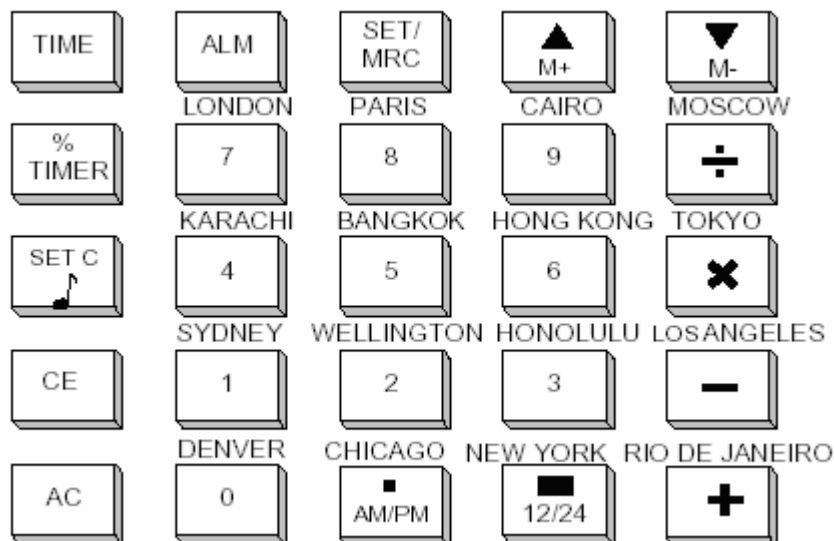 TIME ALM SET/ MRC ▲ M+ ▼ M-
LONDON PARIS CAIRO MOSCOW
% TIMER 7 8 9 ÷
KARACHI BANGKOK HONG KONG TOKYO
SET C ♪ 4 5 6 ×
SYDNEY WELLINGTON HONOLULU LOS ANGELES
CE 1 2 3 −
DENVER CHICAGO NEW YORK RIO DE JANEIRO
AC 0 . AM/PM 12/24 +